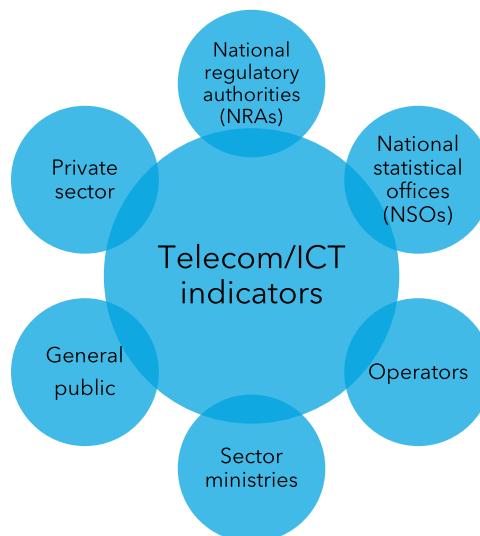 National
regulatory
authorities
(NRAs)
National
statistical
offices
(NSOs)
Private
sector
Telecom/ICT
indicators
General
public
Operators
Sector
ministries